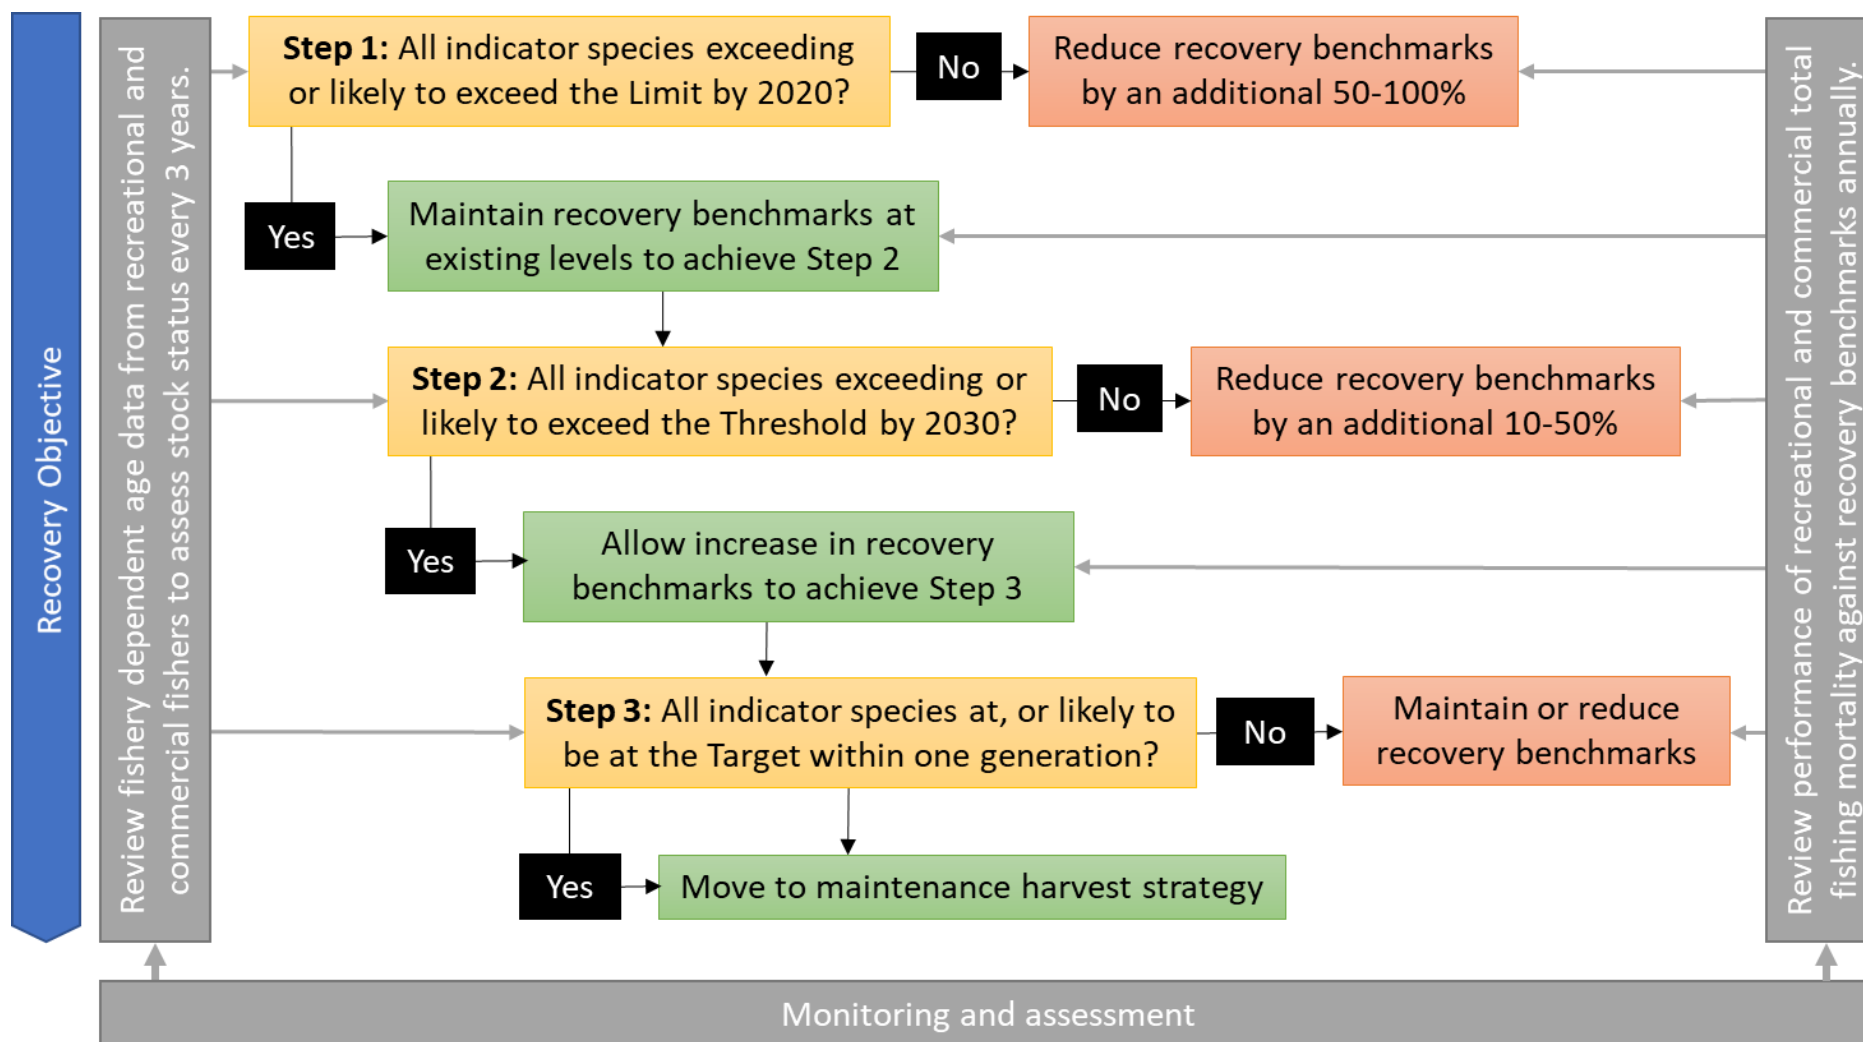 Recovery Objective
Review fishery dependent age data from recreational and
commercial fishers to assess stock status every 3 years.
Step 1: All indicator species exceeding
or likely to exceed the Limit by 2020?
No
Reduce recovery benchmarks
by an additional 50-100%
Yes
Maintain recovery benchmarks at
existing levels to achieve Step 2
Step 2: All indicator species exceeding or
likely to exceed the Threshold by 2030?
No
Reduce recovery benchmarks
by an additional 10-50%
Yes
Allow increase in recovery
benchmarks to achieve Step 3
Step 3: All indicator species at, or likely to
be at the Target within one generation?
No
Maintain or reduce
recovery benchmarks
Yes
Move to maintenance harvest strategy
Review performance of recreational and commercial total
fishing mortality against recovery benchmarks annually.
Monitoring and assessment